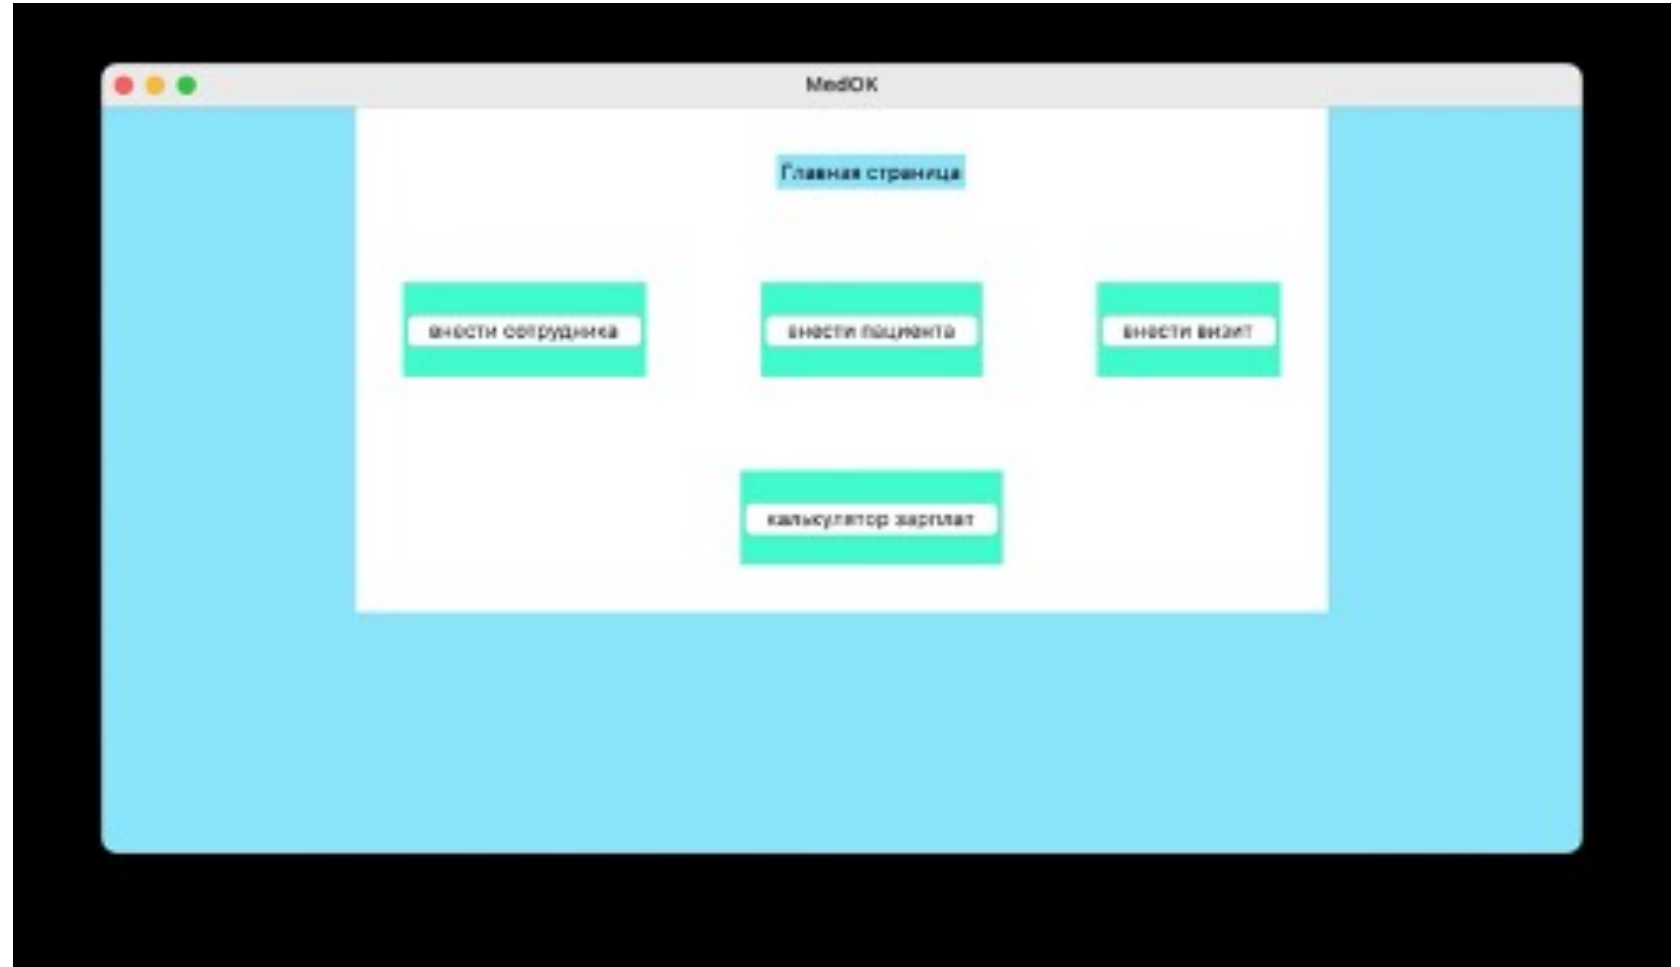 MedOK
Главная страница
внести сотрудника
внести пациента
внести визит
калькулятор зарплат